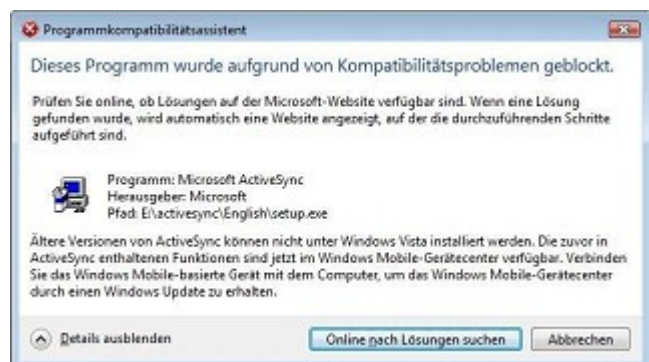 Programmkompatibilitätsassistent
Dieses Programm wurde aufgrund von Kompatibilitätsproblemen geblockt.
Prüfen Sie online, ob Lösungen auf der Microsoft-Website verfügbar sind. Wenn eine Lösung
gefunden wurde, wird automatisch eine Website angezeigt, auf der die durchzuführenden Schritte
aufgeführt sind.
Programm: Microsoft ActiveSync
Herausgeber: Microsoft
Pfad: E:\activesync\English\setup.exe
Ältere Versionen von ActiveSync können nicht unter Windows Vista installiert werden. Die zuvor in
ActiveSync enthaltenen Funktionen sind jetzt im Windows Mobile-Gerätecenter verfügbar. Verbinden
Sie das Windows Mobile-basierte Gerät mit dem Computer, um das Windows Mobile-Gerätecenter
durch einen Windows Update zu erhalten.
Details ausblenden
Online nach Lösungen suchen
Abbrechen